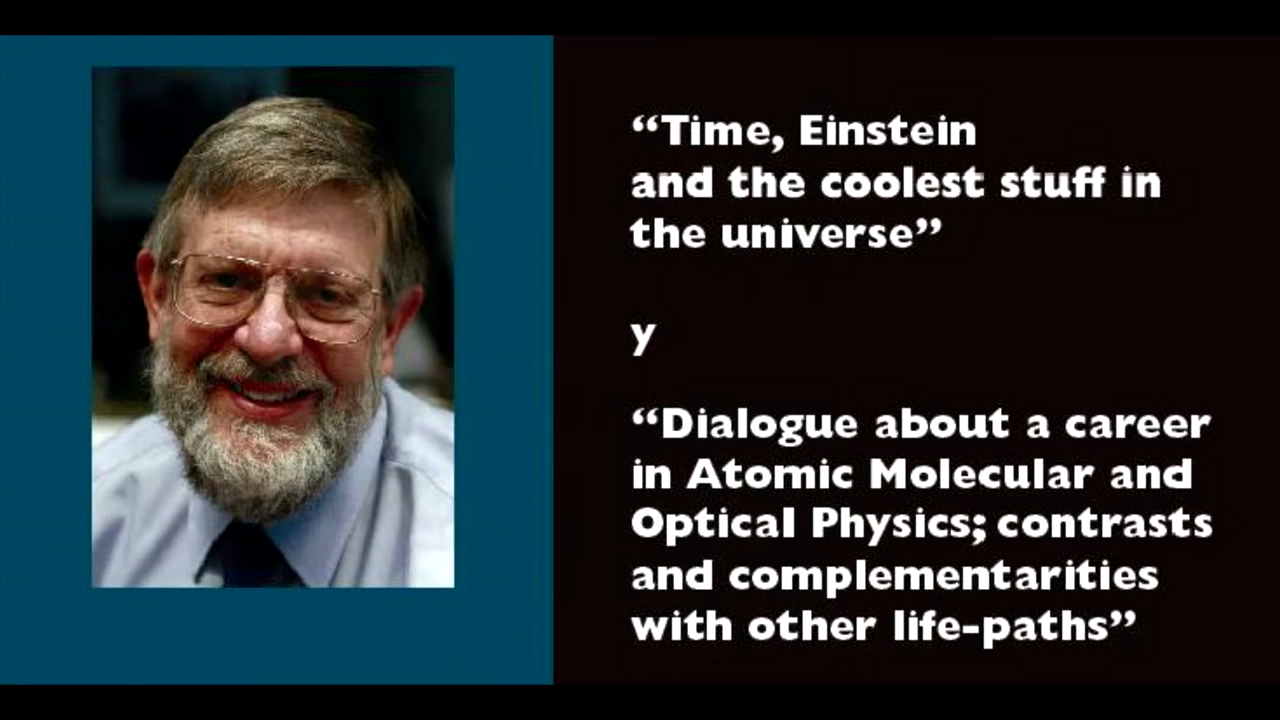 “Time, Einstein
and the coolest stuff in
the universe”
y
“Dialogue about a career
in Atomic Molecular and
Optical Physics; contrasts
and complementarities
with other life-paths”